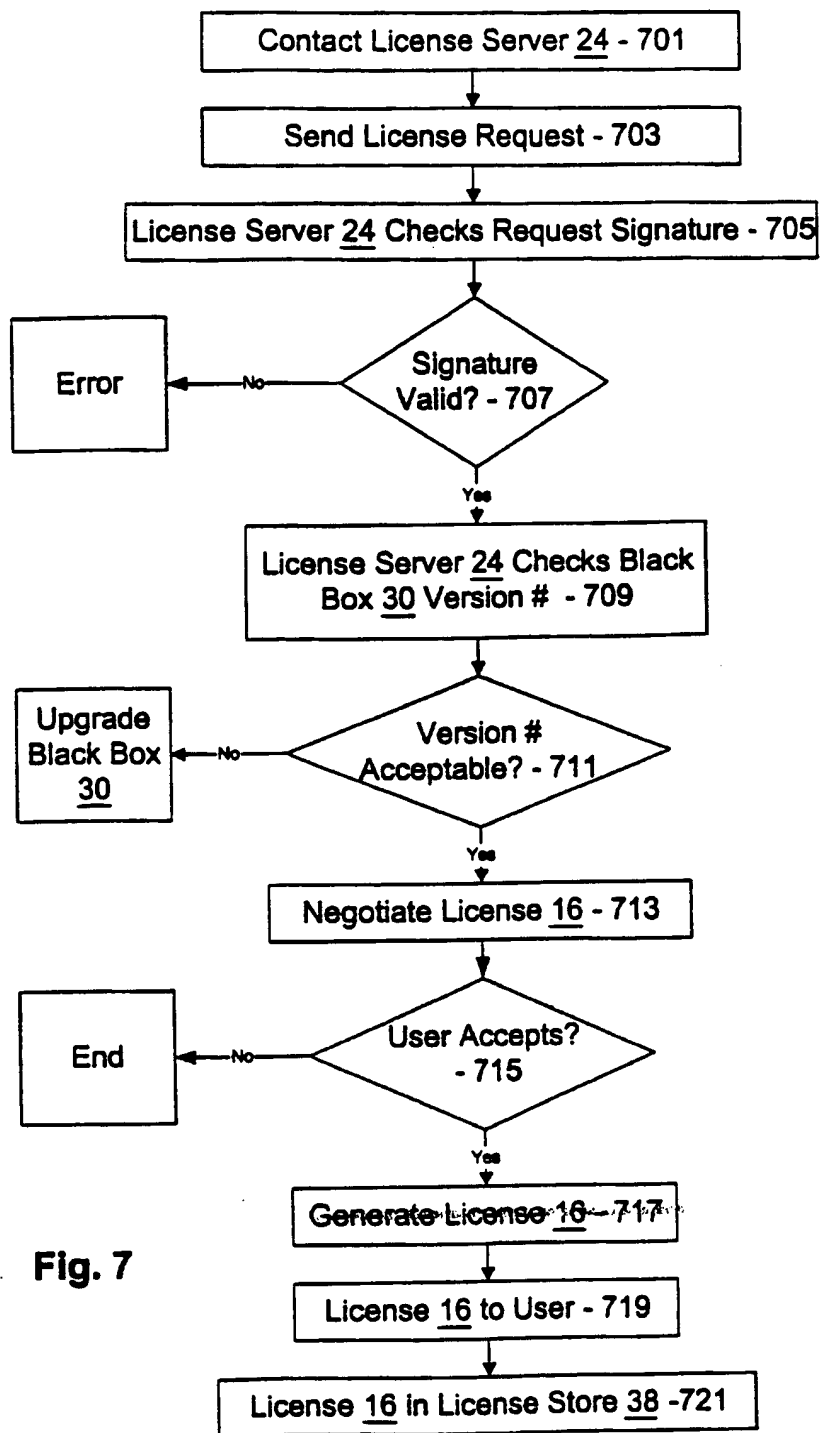 Contact License Server 24 - 701
Send License Request - 703
License Server 24 Checks Request Signature - 705
Signature
Valid? - 707
No
Error
Yes
License Server 24 Checks Black
Box 30 Version # - 709
Version #
Acceptable? - 711
No
Upgrade
Black Box
30
Yes
Negotiate License 16 - 713
User Accepts?
- 715
No
End
Yes
Generate License 16 - 717
License 16 to User - 719
License 16 in License Store 38 -721
Fig. 7